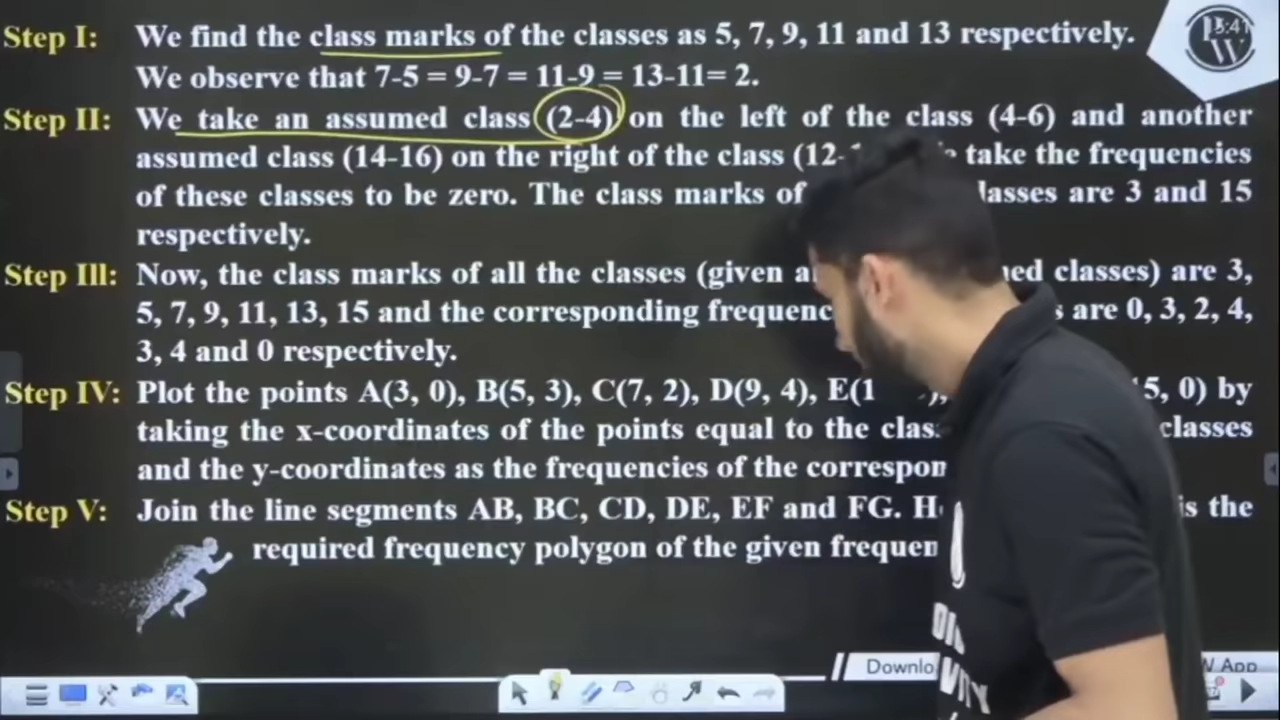 Step I: We find the class marks of the classes as 5, 7, 9, 11 and 13 respectively.
We observe that 7-5 = 9-7 = 11-9 = 13-11= 2.
Step II: We take an assumed class (2-4) on the left of the class (4-6) and another
assumed class (14-16) on the right of the class (12- take the frequencies
of these classes to be zero. The class marks of lasses are 3 and 15
respectively.
Step Ill: Now, the class marks of all the classes (given a ed classes) are 3,
5, 7, 9, 11, 13, 15 and the corresponding frequenc s are 0, 3, 2, 4,
3, 4 and 0 respectively.
Step IV: Plot the points A(3, 0), B(5, 3), C(7, 2), D(9, 4), E(1 5, 0) by
taking the x-coordinates of the points equal to the clas classes
and the y-coordinates as the frequencies of the correspon
Step V: Join the line segments AB, BC, CD, DE, EF and FG. H is the
required frequency polygon of the given frequen
Downlo W App